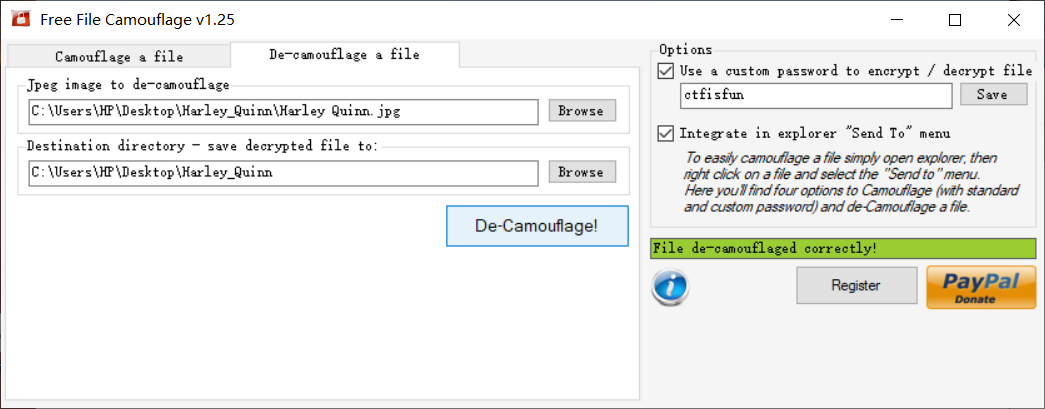 Free File Camouflage v1.25
Camouflage a file
De-camouflage a file
Jpeg image to de-camouflage
C:\Users\HP\Desktop\Harley_Quinn\Harley Quinn.jpg
Browse
Destination directory - save decrypted file to:
C:\Users\HP\Desktop\Harley_Quinn
Browse
De-Camouflage!
Options
Use a custom password to encrypt / decrypt file
ctfisfun
Save
Integrate in explorer "Send To" menu
To easily camouflage a file simply open explorer, then
right click on a file and select the "Send to" menu.
Here you'll find four options to Camouflage (with standard
and custom password) and de-Camouflage a file.
File de-camouflaged correctly!
Register
PayPal
Donate